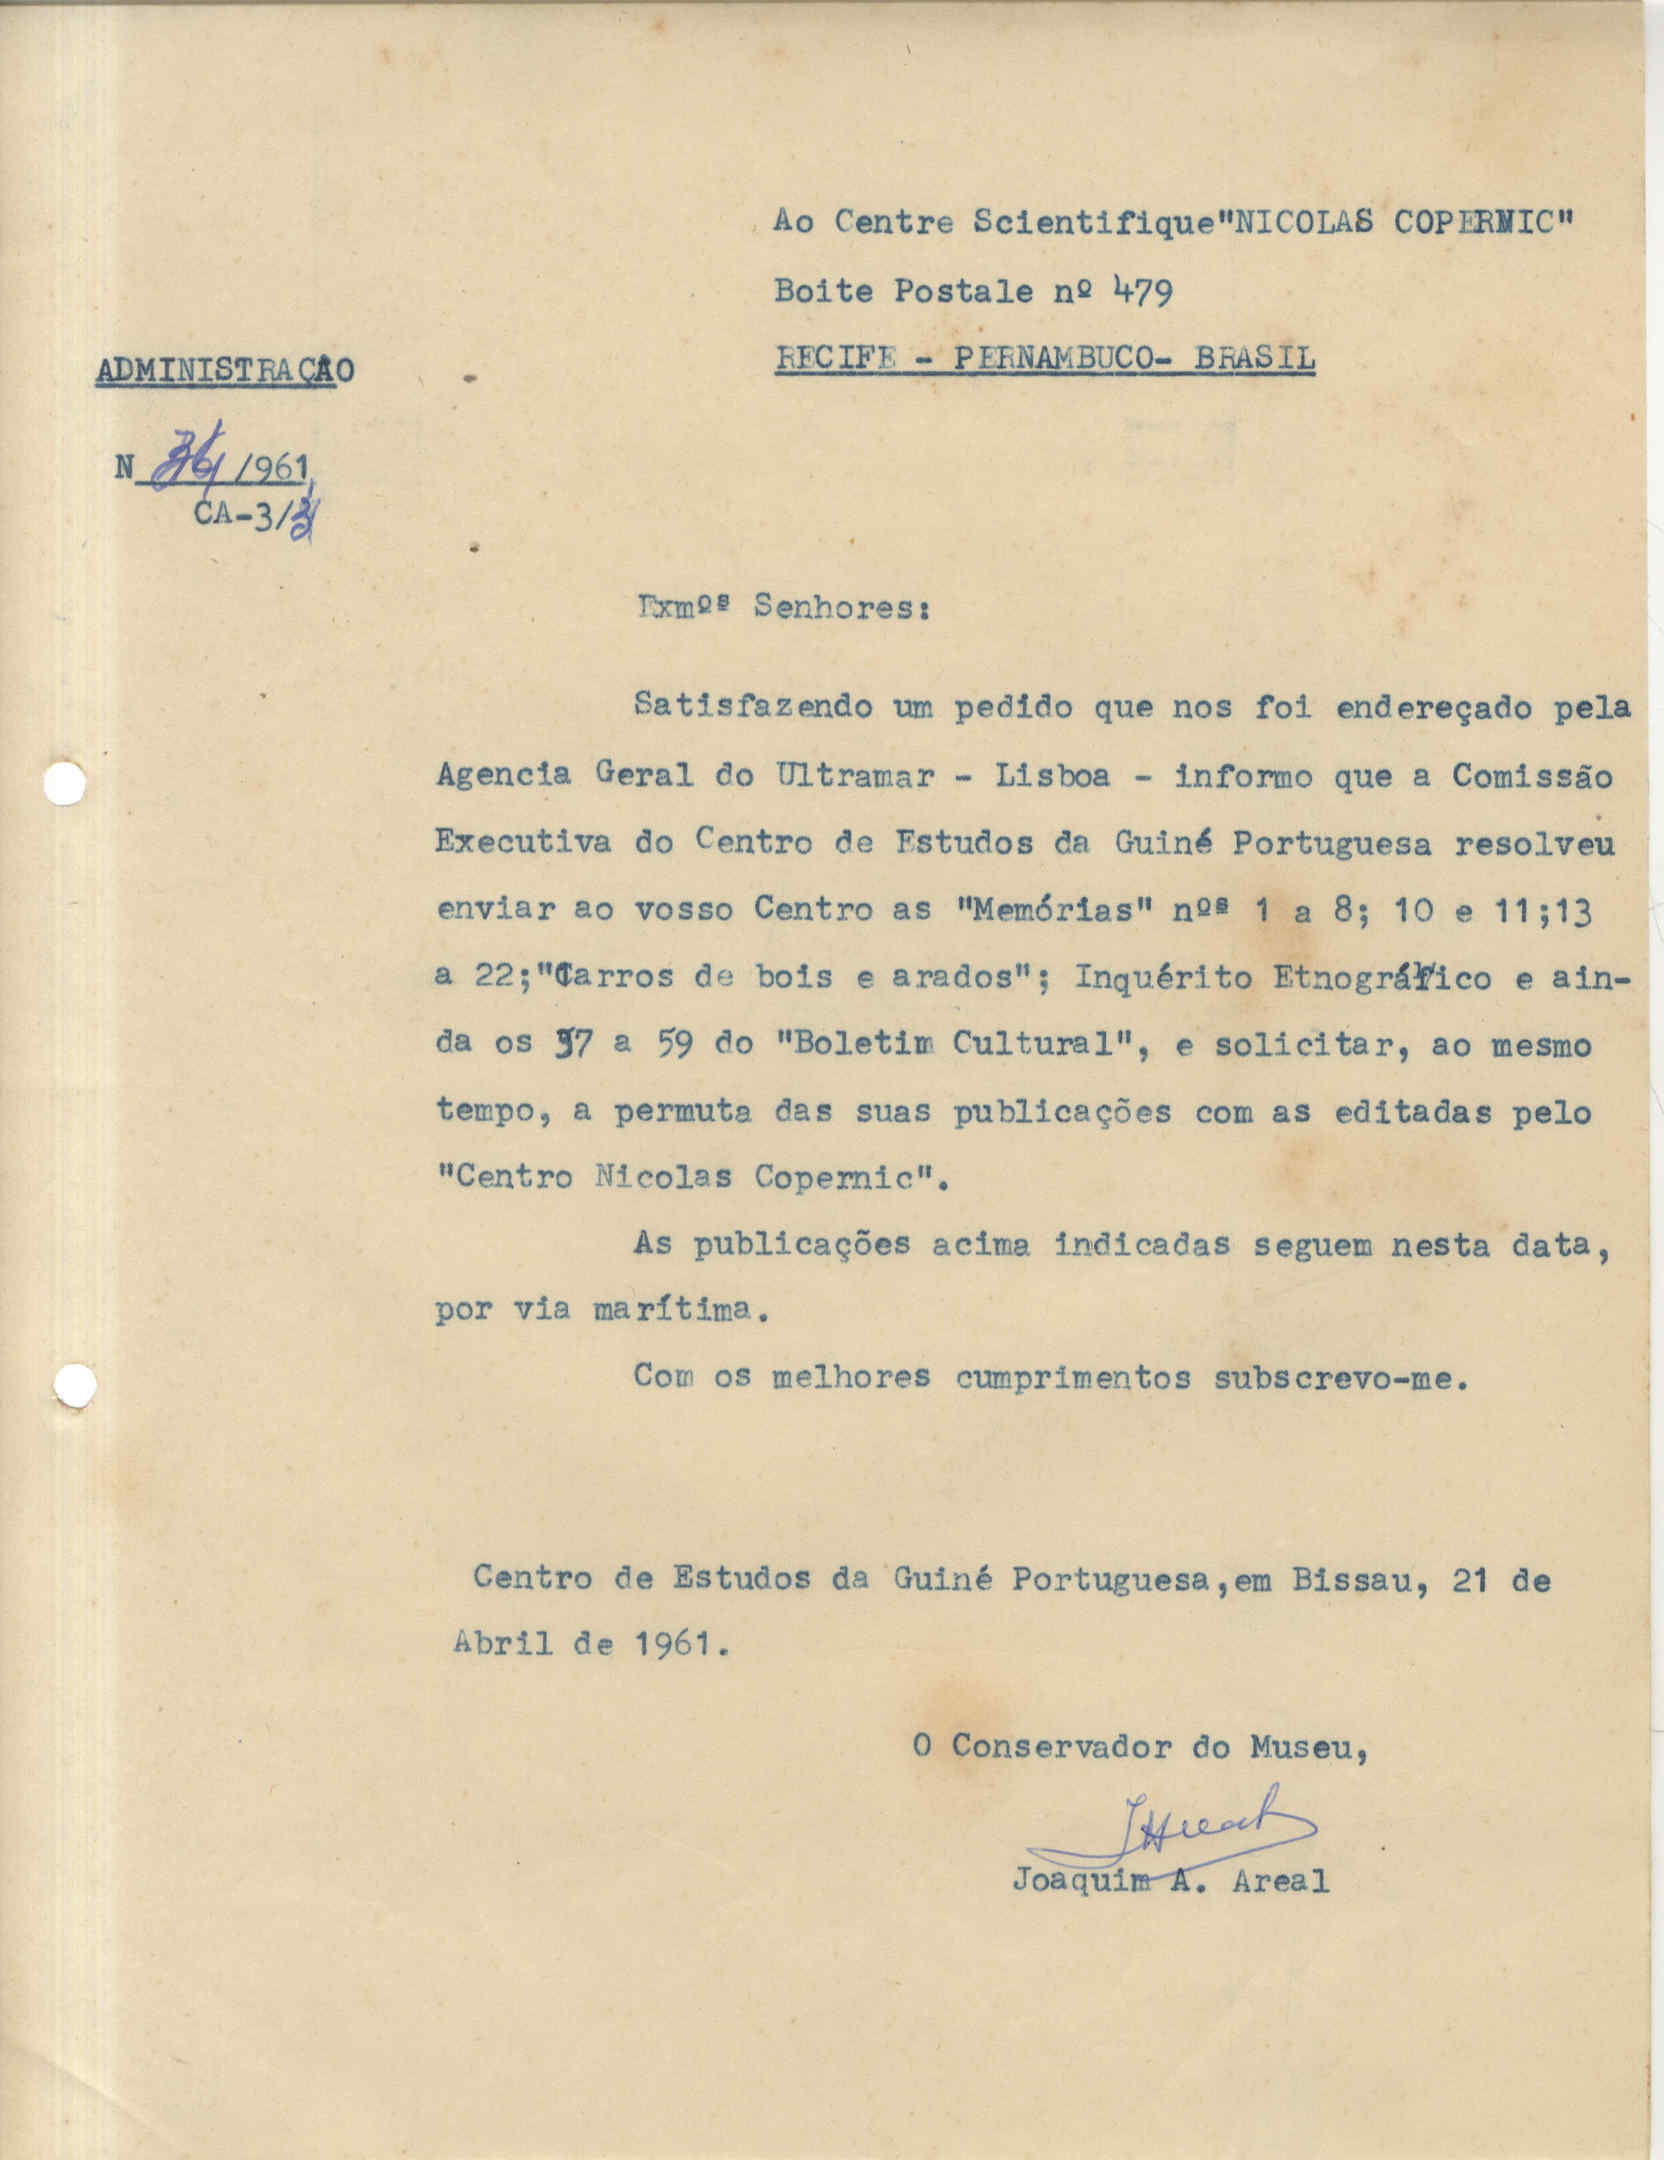 Ao Centre Scientifique"NICOLAS COPERNIC"
Boite Postale nº 479
RECIFE - PERNAMBUCO- BRASIL
ADMINISTRAÇÃO
N /961
CA-3/
Exmºs Senhores:
Satisfazendo um pedido que nos foi endereçado pela
Agencia Geral do Ultramar - Lisboa - informo que a Comissão
Executiva do Centro de Estudos da Guiné Portuguesa resolveu
enviar ao vosso Centro as "Memórias" nºs 1 a 8; 10 e 11;13
a 22;"Carros de bois e arados"; Inquérito Etnográfico e ain-
da os a 59 do "Boletim Cultural", e solicitar, ao mesmo
tempo, a permuta das suas publicações com as editadas pelo
"Centro Nicolas Copernic".
As publicações acima indicadas seguem nesta data,
por via marítima.
Com os melhores cumprimentos subscrevo-me.
Centro de Estudos da Guiné Portuguesa,em Bissau, 21 de
Abril de 1961.
O Conservador do Museu,
Joaquim A. Areal